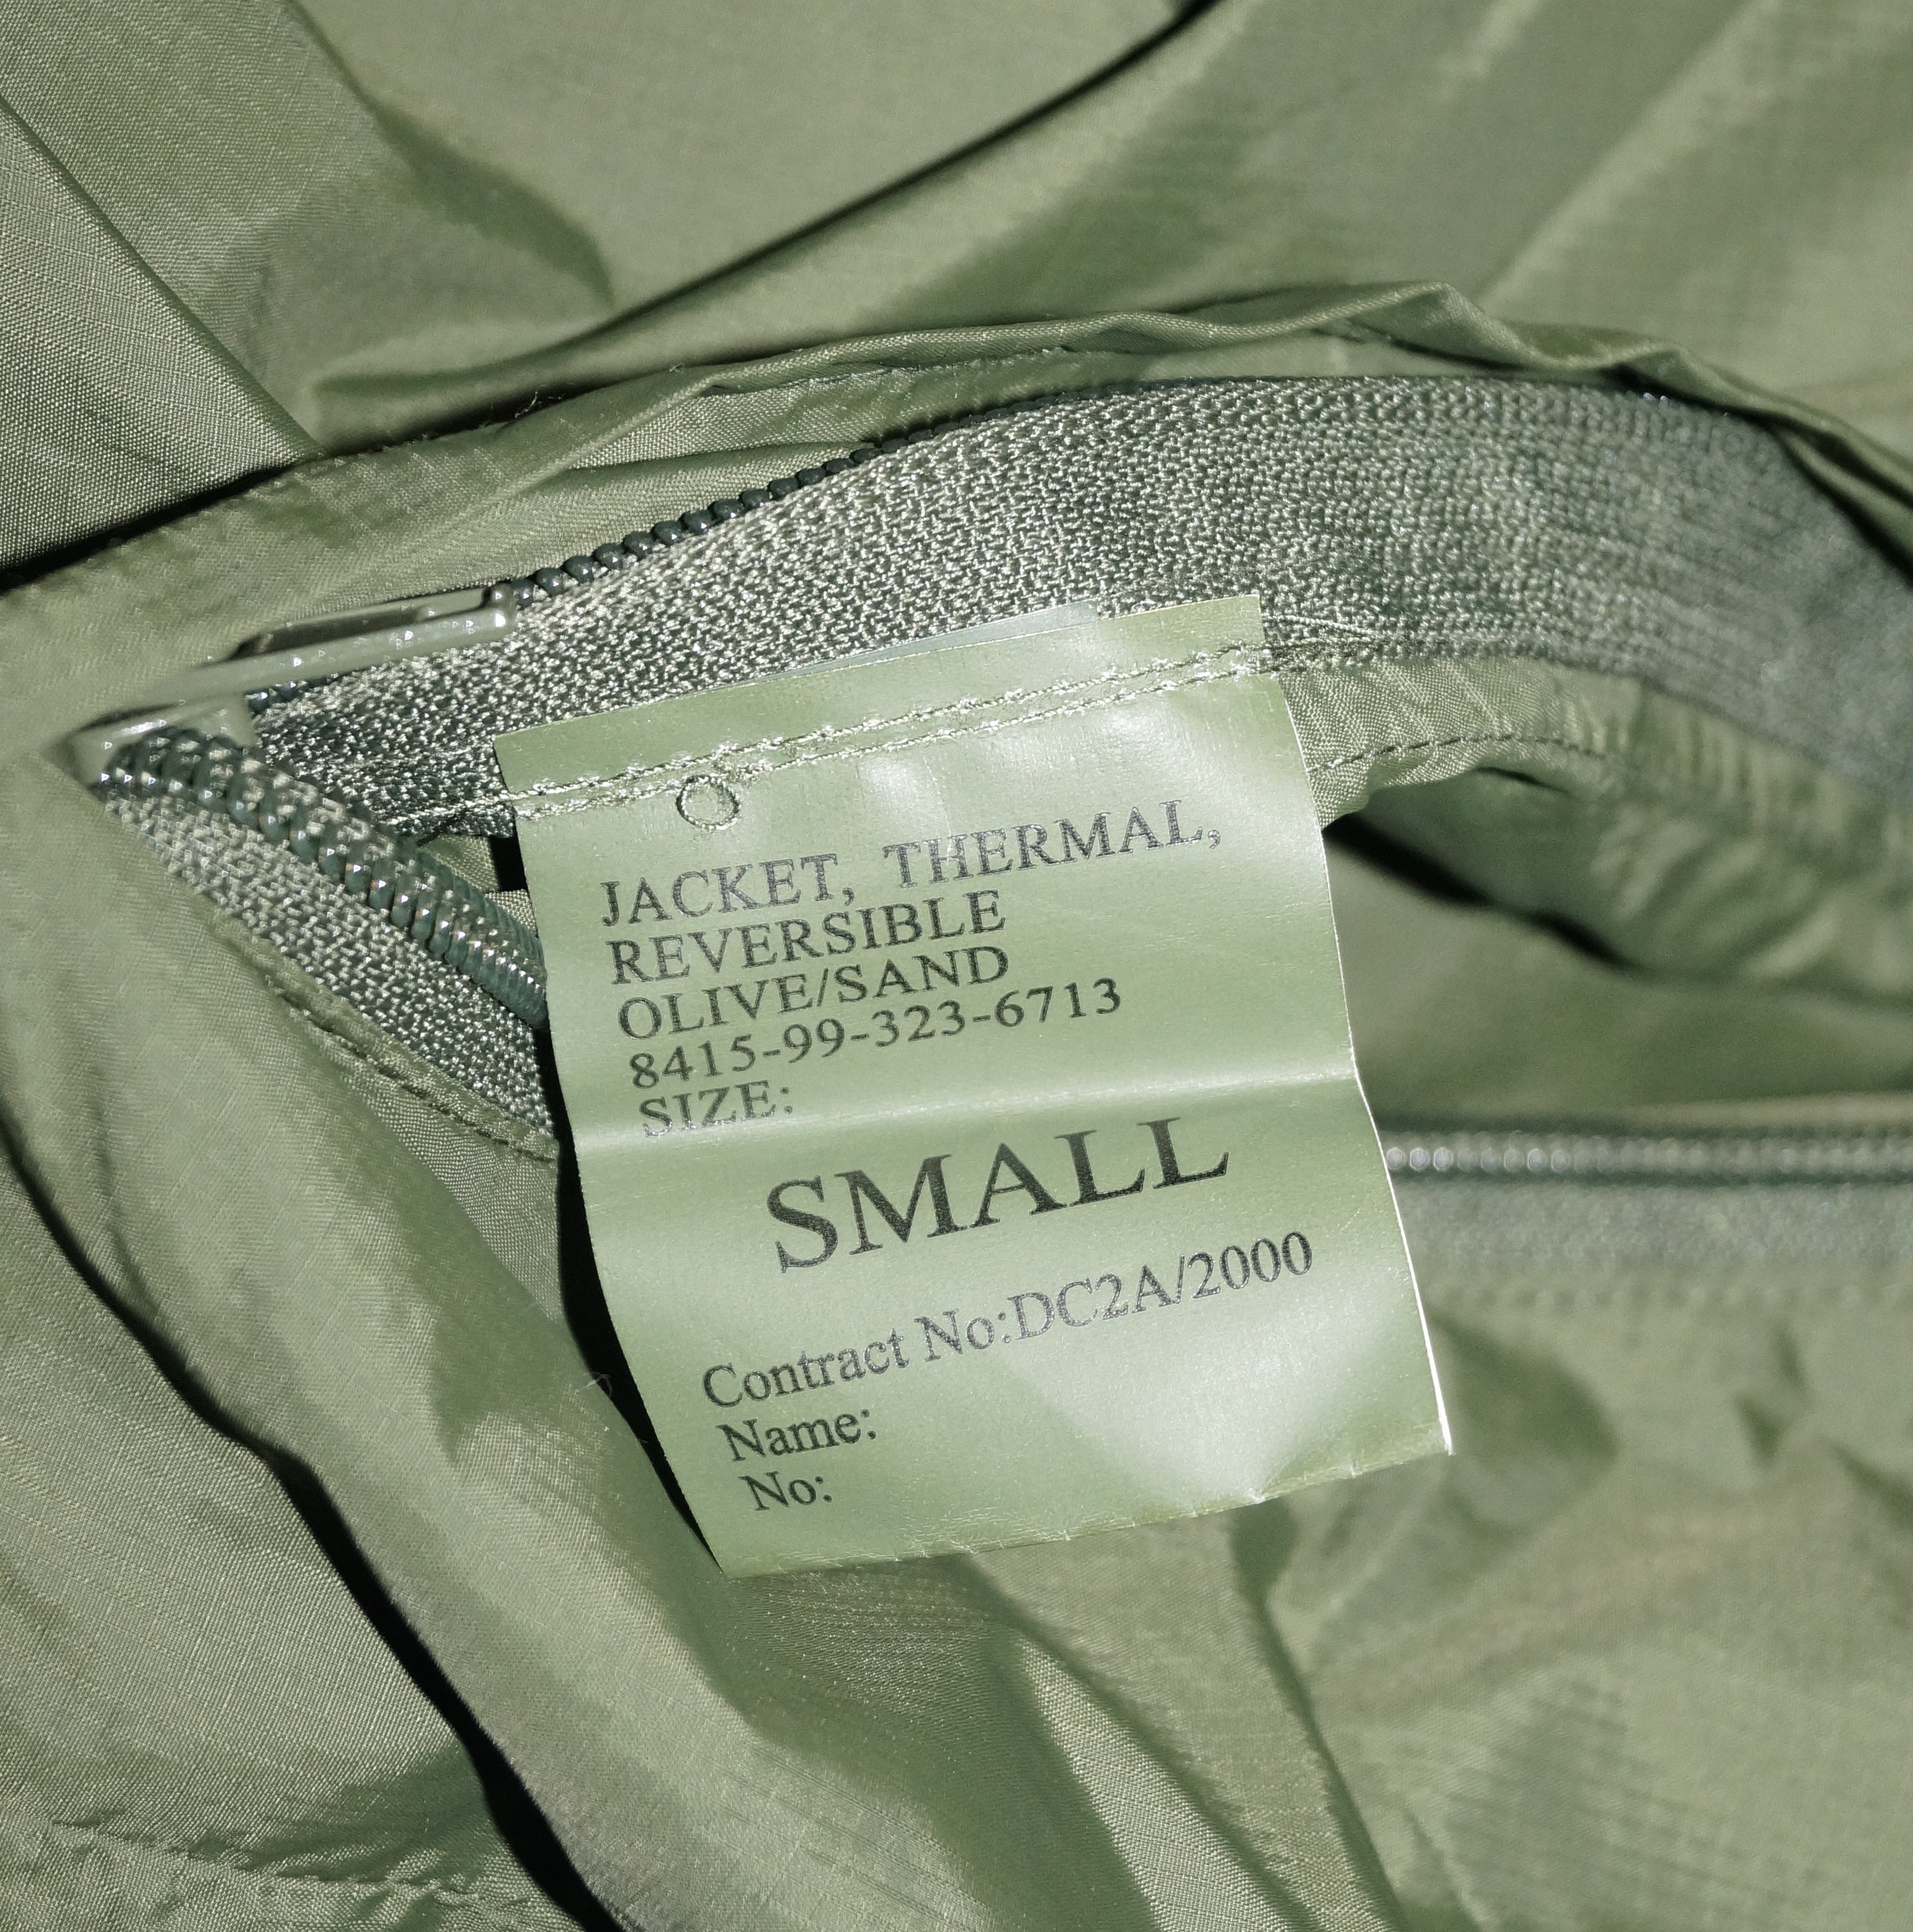 JACKET, THERMAL,
REVERSIBLE
OLIVE/SAND
8415-99-323-6713
SIZE:
SMALL
Contract No:DC2A/2000
Name:
No: